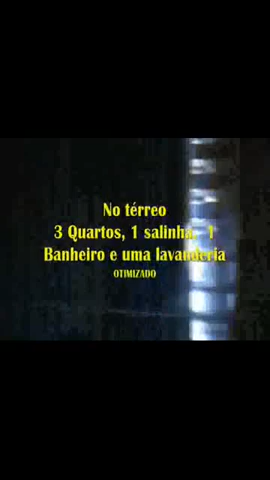 No térreo
3 Quartos, 1 salinha, 1
Banheiro e uma lavanderia
OTIMIZADO